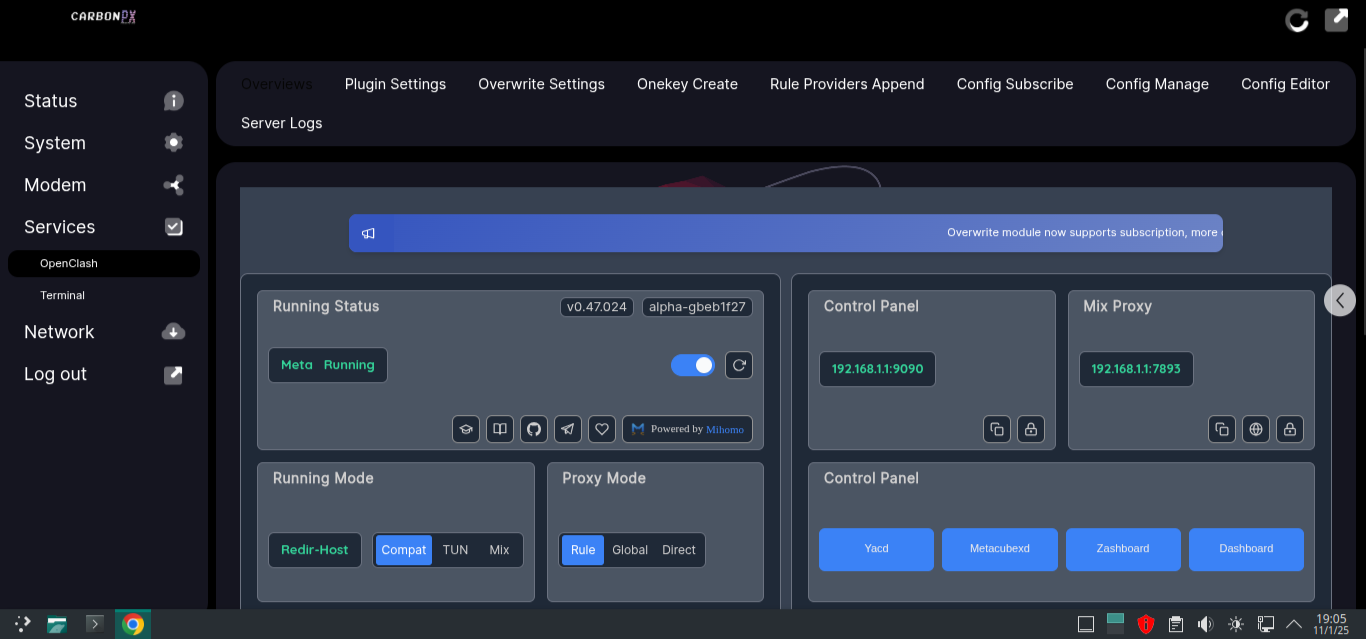 CARBONPX
Overviews Plugin Settings Overwrite Settings Onekey Create Rule Providers Append Config Subscribe Config Manage Config Editor
Server Logs
Status
System
Modem
Services
OpenClash
Terminal
Network
Log out
Overwrite module now supports subscription, more
Running Status v0.47.024 alpha-gbeb1f27
Meta Running
Powered by Mihomo
Control Panel
192.168.1.1:9090
Mix Proxy
192.168.1.1:7893
Running Mode
Redir-Host Compat TUN Mix
Proxy Mode
Rule Global Direct
Control Panel
Yacd Metacubexd Zashboard Dashboard
19:05
11/1/25